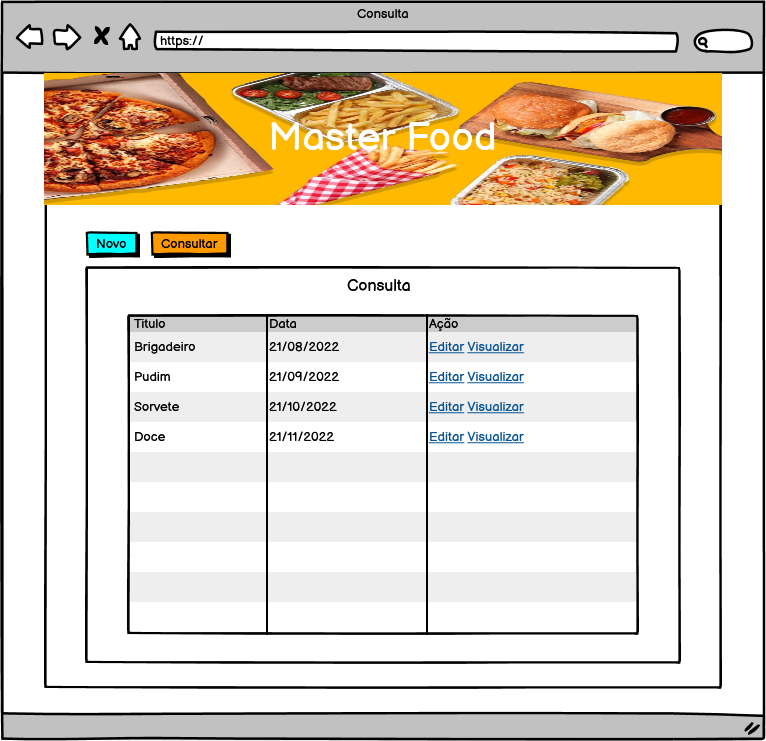 Consulta
https://
Master Food
Novo Consultar
Consulta
Titulo Data Ação
Brigadeiro 21/08/2022 Editar Visualizar
Pudim 21/09/2022 Editar Visualizar
Sorvete 21/10/2022 Editar Visualizar
Doce 21/11/2022 Editar Visualizar